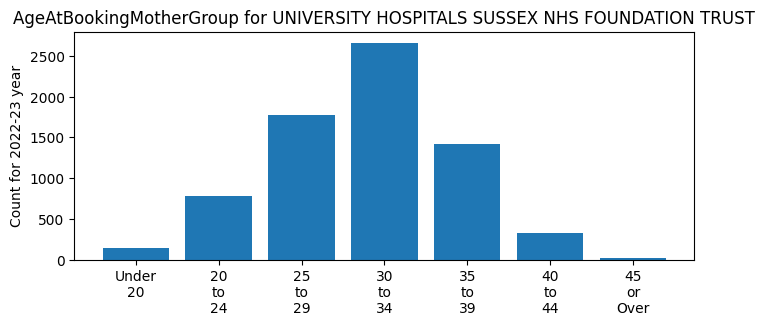 AgeAtBookingMotherGroup for UNIVERSITY HOSPITALS SUSSEX NHS FOUNDATION TRUST
Count for 2022-23 year
2500
2000
1500
1000
500
0
Under
20
20
to
24
25
to
29
30
to
34
35
to
39
40
to
44
45
or
Over